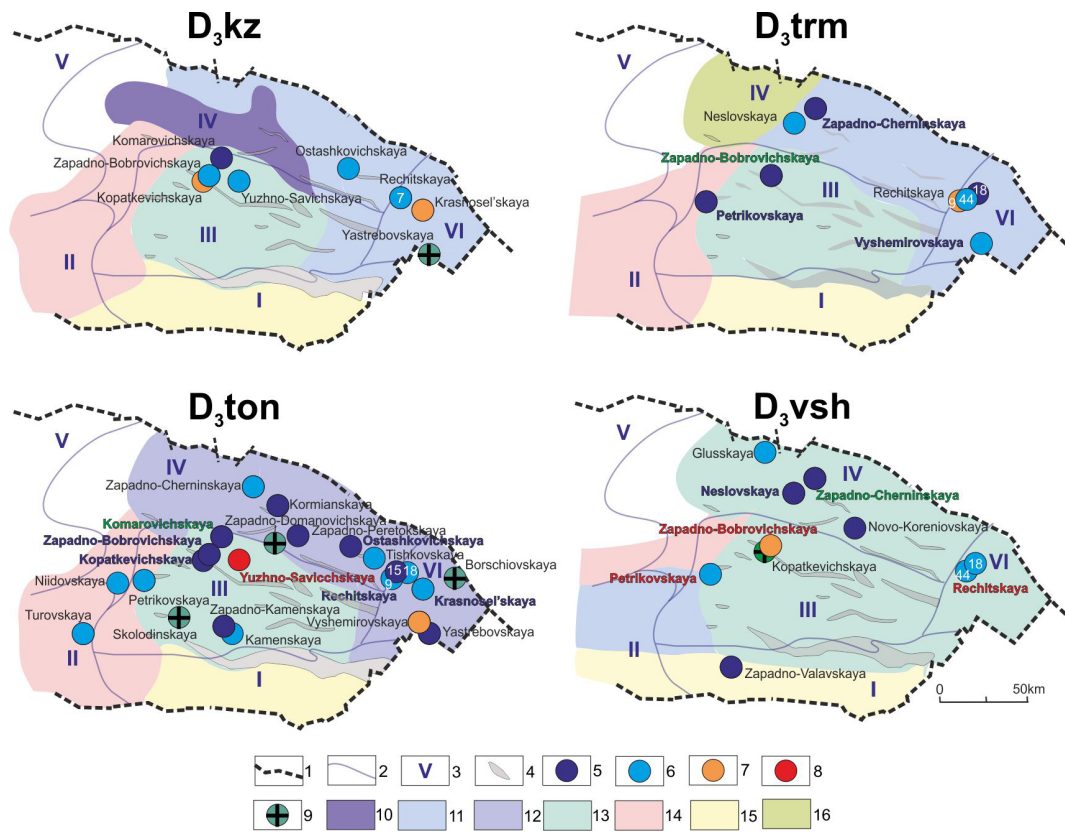 D₃kz
V
IV
Komarovichskaya
Zapadno-Bobrovichskaya
Ostashkovichskaya
Rechitskaya
7
Kopatkevichskaya
Yuzhno-Savichskaya
Krasnosel'skaya
III
Yastrebovskaya
VI
II
I
D₃trm
V
IV
Neslovskaya
Zapadno-Cherninskaya
Zapadno-Bobrovichskaya
III
Rechitskaya
18
9
44
VI
Petrikovskaya
Vyshemirovskaya
II
I
D₃ton
V
IV
Zapadno-Cherninskaya
Kormianskaya
Komarovichskaya
Zapadno-Domanovichskaya
Zapadno-Peretokskaya
Zapadno-Bobrovichskaya
Ostashkovitchskaya
Kopatkevichskaya
Tishkovskaya
Borschiovskaya
Yuzhno-Savicchskaya
15
18
VI
9
Niidovskaya
III
Rechitskaya
Krasnosel'skaya
Petrikovskaya
Turovskaya
Zapadno-Kamenskaya
Vyshemirovskaya
Skolodinskaya
Kamenskaya
Yastrebovskaya
II
I
D₃vsh
V
Glusskaya
IV
Neslovskaya
Zapadno-Cherninskaya
Zapadno-Bobrovichskaya
Novo-Koreniovskaya
Kopatkevichskaya
VI
18
44
Petrikovskaya
Rechitskaya
III
II
Zapadno-Valavskaya
I
0 50km
1 2 V 3 4 5 6 7 8
9 10 11 12 13 14 15 16